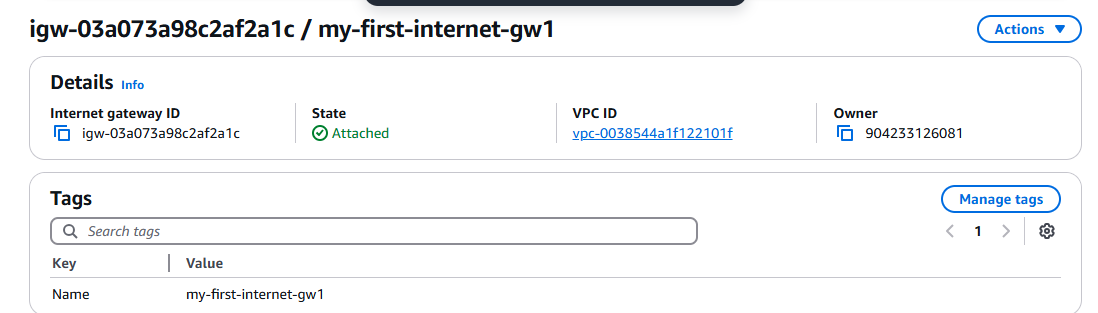 igw-03a073a98c2af2a1c / my-first-internet-gw1
Actions
Details Info
Internet gateway ID
igw-03a073a98c2af2a1c
State
Attached
VPC ID
vpc-0038544a1f122101f
Owner
904233126081
Tags
Manage tags
Search tags
1
Key Value
Name my-first-internet-gw1